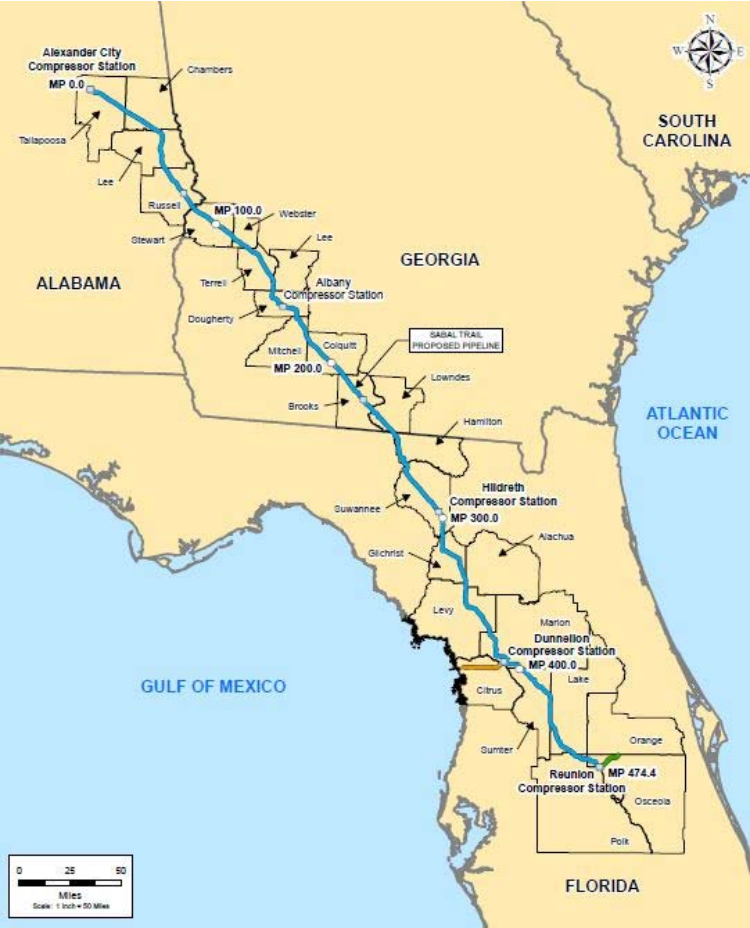 N
W
E
S
Alexander City
Compressor Station
MP 0.0
Chambers
Tallapoosa
Lee
Russell
MP 100.0
Webster
Stewart
Lee
SOUTH
CAROLINA
GEORGIA
ALABAMA
Terrell
Albany
Compressor Station
Dougherty
SABAL TRAIL
PROPOSED PIPELINE
Mitchell
Colquitt
MP 200.0
Lowndes
Brooks
Hamilton
ATLANTIC
OCEAN
Hildreth
Compressor Station
MP 300.0
Suwannee
Alachua
Gilchrist
Levy
Marion
Dunnellon
Compressor Station
MP 400.0
Lake
GULF OF MEXICO
Citrus
Sumter
Orange
Reunion
Compressor Station
MP 474.4
Osceola
Polk
FLORIDA
0 25 50
Miles
Scale: 1 inch = 50 Miles